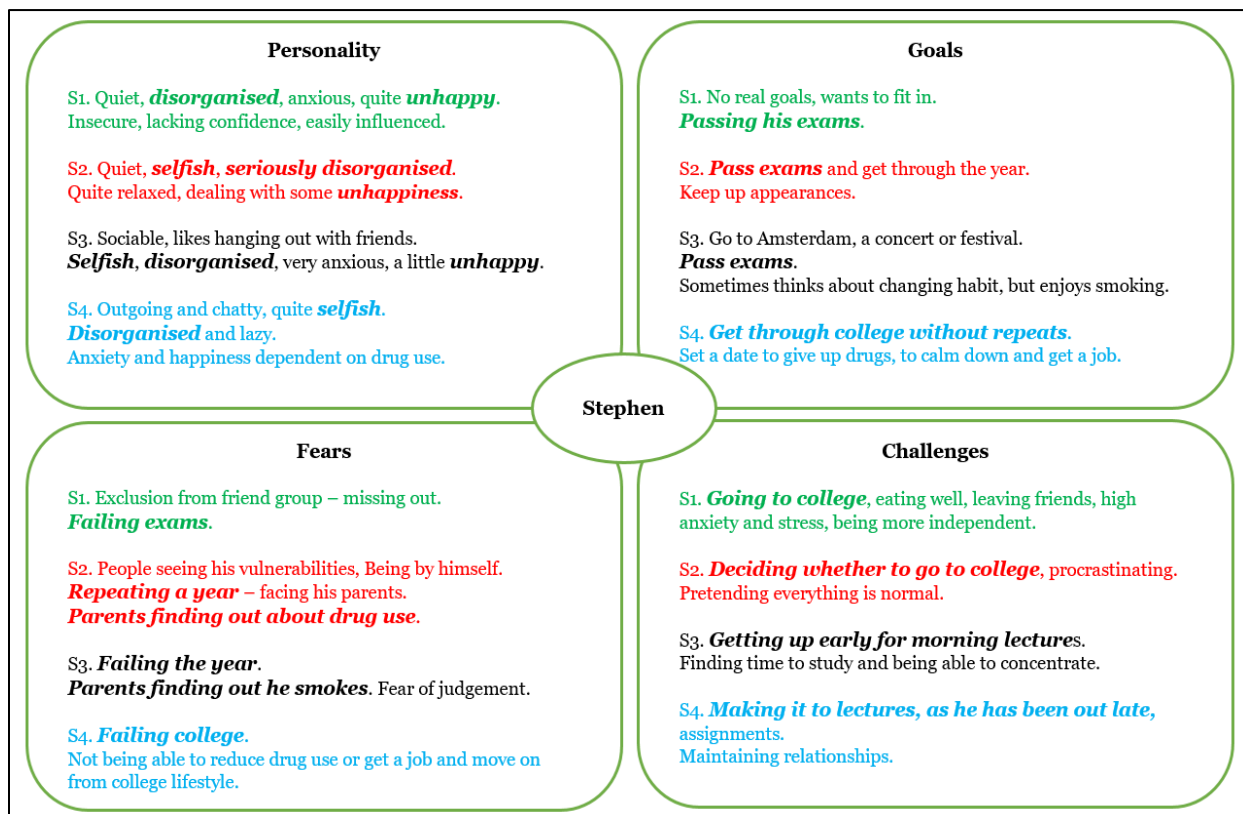 Personality
S1. Quiet, disorganised, anxious, quite unhappy.
Insecure, lacking confidence, easily influenced.
S2. Quiet, selfish, seriously disorganised.
Quite relaxed, dealing with some unhappiness.
S3. Sociable, likes hanging out with friends.
Selfish, disorganised, very anxious, a little unhappy.
S4. Outgoing and chatty, quite selfish.
Disorganised and lazy.
Anxiety and happiness dependent on drug use.
Goals
S1. No real goals, wants to fit in.
Passing his exams.
S2. Pass exams and get through the year.
Keep up appearances.
S3. Go to Amsterdam, a concert or festival.
Pass exams.
Sometimes thinks about changing habit, but enjoys smoking.
S4. Get through college without repeats.
Set a date to give up drugs, to calm down and get a job.
Stephen
Fears
S1. Exclusion from friend group – missing out.
Failing exams.
S2. People seeing his vulnerabilities, Being by himself.
Repeating a year – facing his parents.
Parents finding out about drug use.
S3. Failing the year.
Parents finding out he smokes. Fear of judgement.
S4. Failing college.
Not being able to reduce drug use or get a job and move on
from college lifestyle.
Challenges
S1. Going to college, eating well, leaving friends, high
anxiety and stress, being more independent.
S2. Deciding whether to go to college, procrastinating.
Pretending everything is normal.
S3. Getting up early for morning lectures.
Finding time to study and being able to concentrate.
S4. Making it to lectures, as he has been out late,
assignments.
Maintaining relationships.